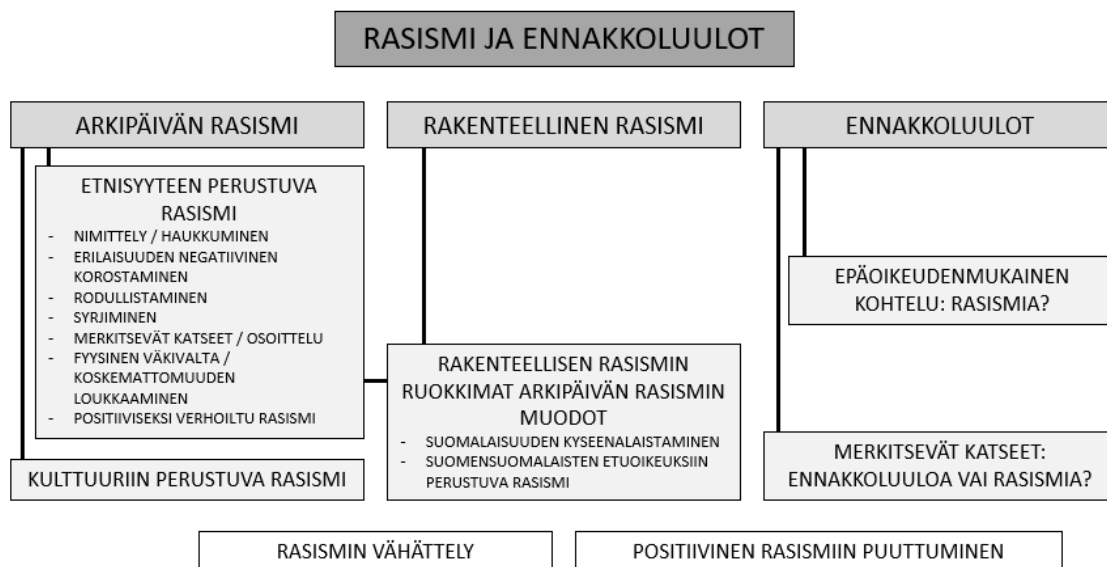 RASISMI JA ENNAKKOLUULOT
ARKIPÄIVÄN RASISMI
ETNISYYTEEN PERUSTUVA
RASISMI
- NIMITTELY / HAUKKUMINEN
- ERILAISUUDEN NEGATIIVINEN
KOROSTAMINEN
- RODULLISTAMINEN
- SYRJIMINEN
- MERKITSEVÄT KATSEET / OSOITTELU
- FYYSINEN VÄKIVALTA /
KOSKEMATTOMUUDEN
LOUKKAAMINEN
- POSITIIVISEKSI VERHOILTU RASISMI
KULTTUURIIN PERUSTUVA RASISMI
RAKENTEELLINEN RASISMI
RAKENTEELLISEN RASISMIN
RUOKKIMAT ARKIPÄIVÄN RASISMIN
MUODOT
- SUOMALAISUUDEN KYSEENALAISTAMINEN
- SUOMENSUOMALAISTEN ETUOIKEUKSIIN
PERUSTUVA RASISMI
ENNAKKOLUULOT
EPÄOIKEUDENMUKAINEN
KOHTELU: RASISMIA?
MERKITSEVÄT KATSEET:
ENNAKKOLUULOA VAI RASISMIA?
RASISMIN VÄHÄTTELY
POSITIIVINEN RASISMIIN PUUTTUMINEN